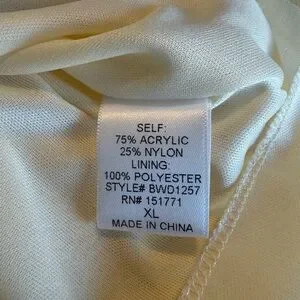 SELF:
75% ACRYLIC
25% NYLON
LINING:
100% POLYESTER
STYLE# BWD1257
RN# 151771
XL
MADE IN CHINA